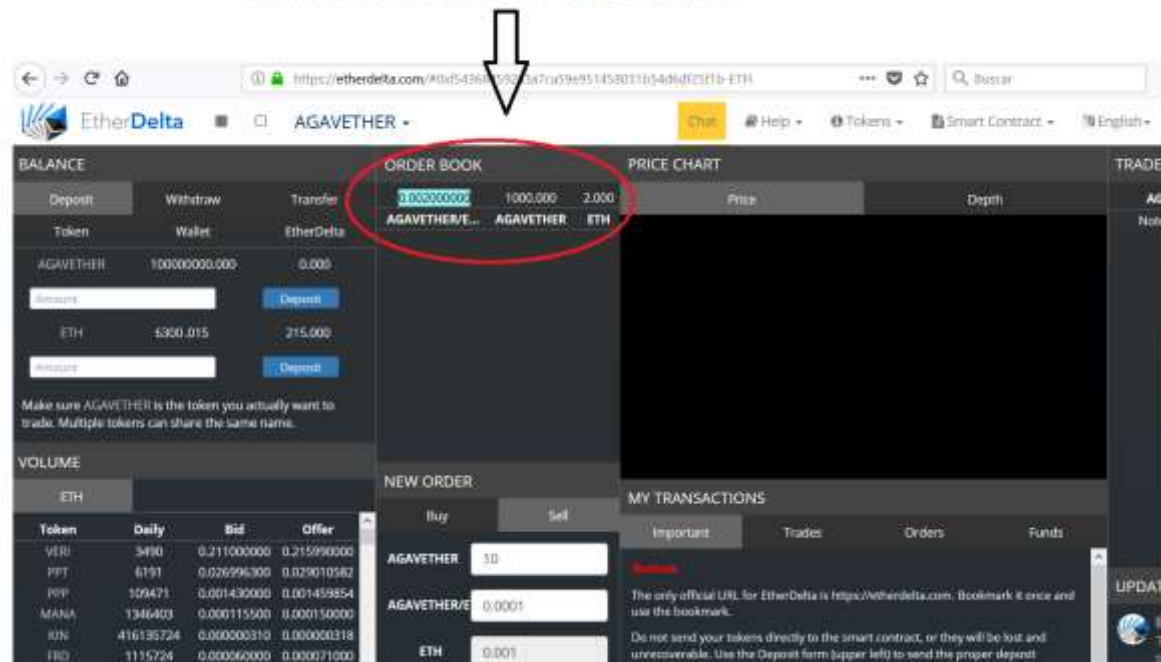 https://etherdelta.com/
Buscar
EtherDelta
AGAVETHER
Chat
Help
Tokens
Smart Contract
English
BALANCE
Deposit Withdraw Transfer
Token Wallet EtherDelta
AGAVETHER 100000000.000 0.000
Amount Deposit
ETH 6300.015 215.000
Amount Deposit
Make sure AGAVETHER is the token you actually want to
trade. Multiple tokens can share the same name.
VOLUME
ETH
Token Daily Bid Offer
VERI 3490 0.211000000 0.215990000
PPT 6191 0.026996300 0.029010582
PPP 109471 0.001430000 0.001459854
MANA 1346403 0.000115500 0.000150000
KIN 416135724 0.000000310 0.000000318
1115724 0.000060000 0.000071000
ORDER BOOK
0.002000000 1000.000 2.000
AGAVETHER/E... AGAVETHER ETH
NEW ORDER
Buy Sell
AGAVETHER 10
AGAVETHER/E 0.0001
ETH 0.001
PRICE CHART
Price Depth
MY TRANSACTIONS
Important Trades Orders Funds
The only official URL for EtherDelta is https://etherdelta.com. Bookmark it once and
use the bookmark.
Do not send your tokens directly to the smart contract, or they will be lost and
unrecoverable. Use the Deposit form (upper left) to send the proper deposit
TRADE
AG
Note
UPDAT